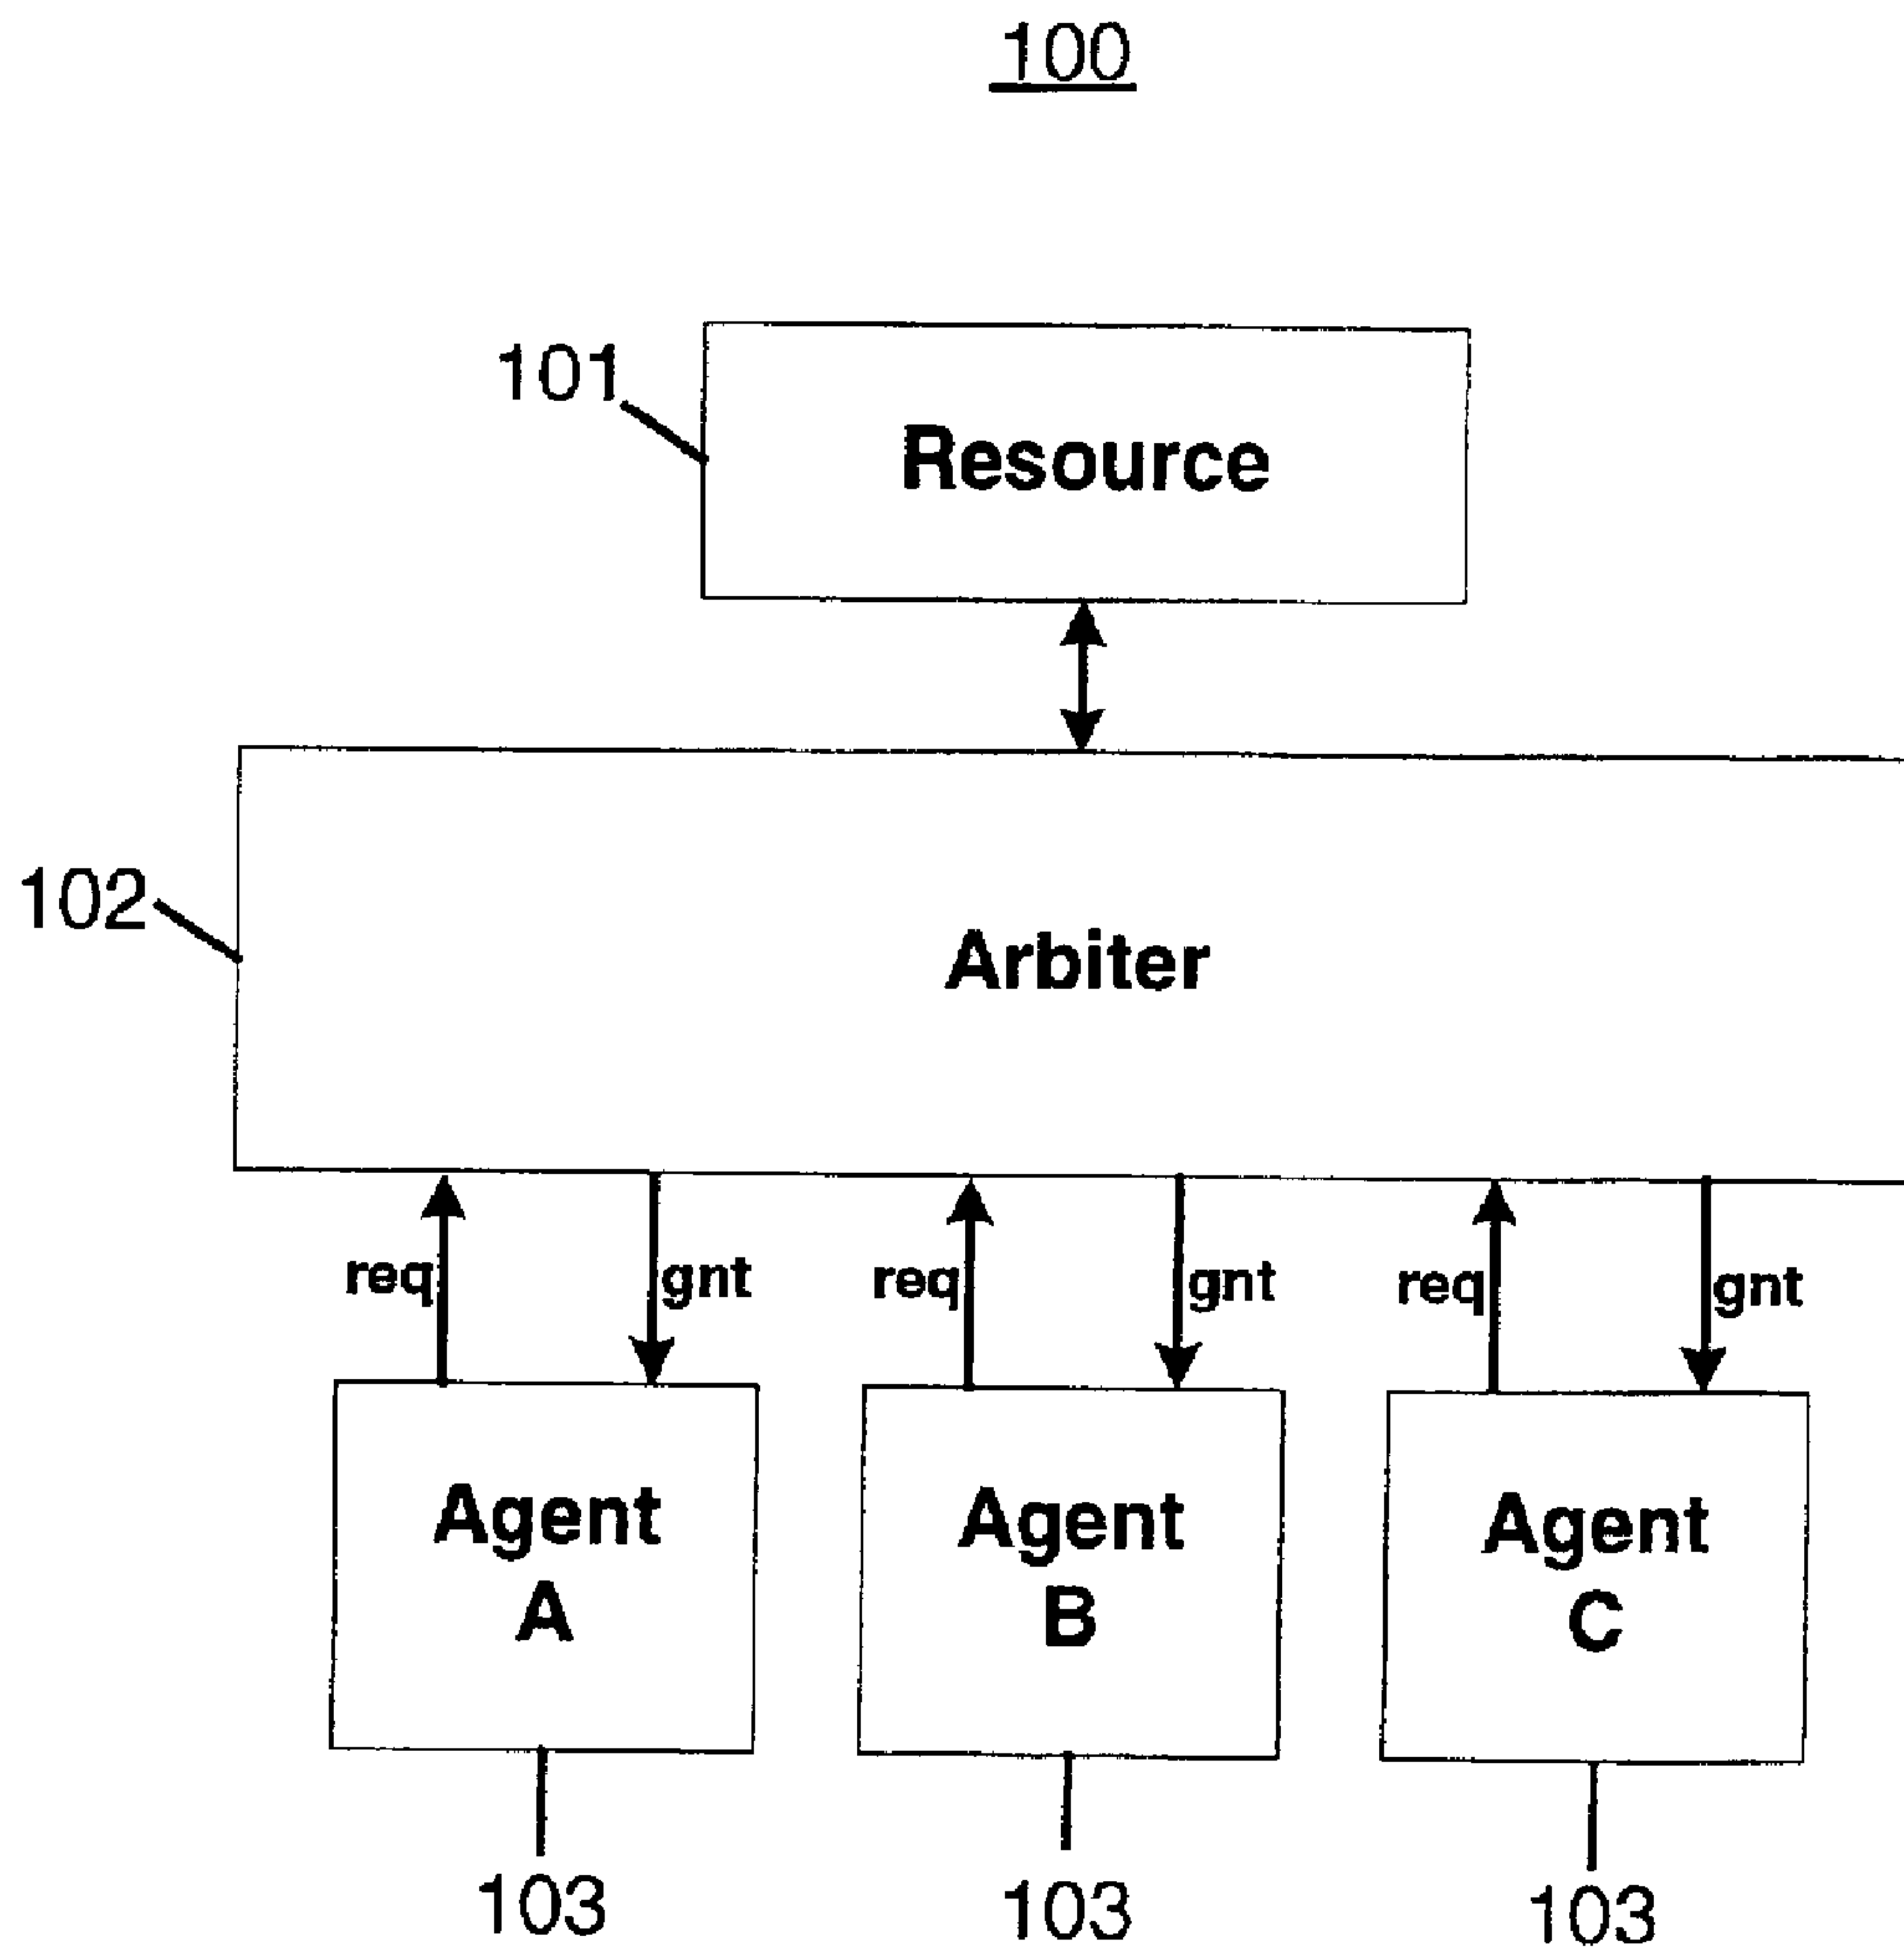 100
101
Resource
102
Arbiter
req
gnt
req
gnt
req
gnt
Agent
A
Agent
B
Agent
C
103
103
103